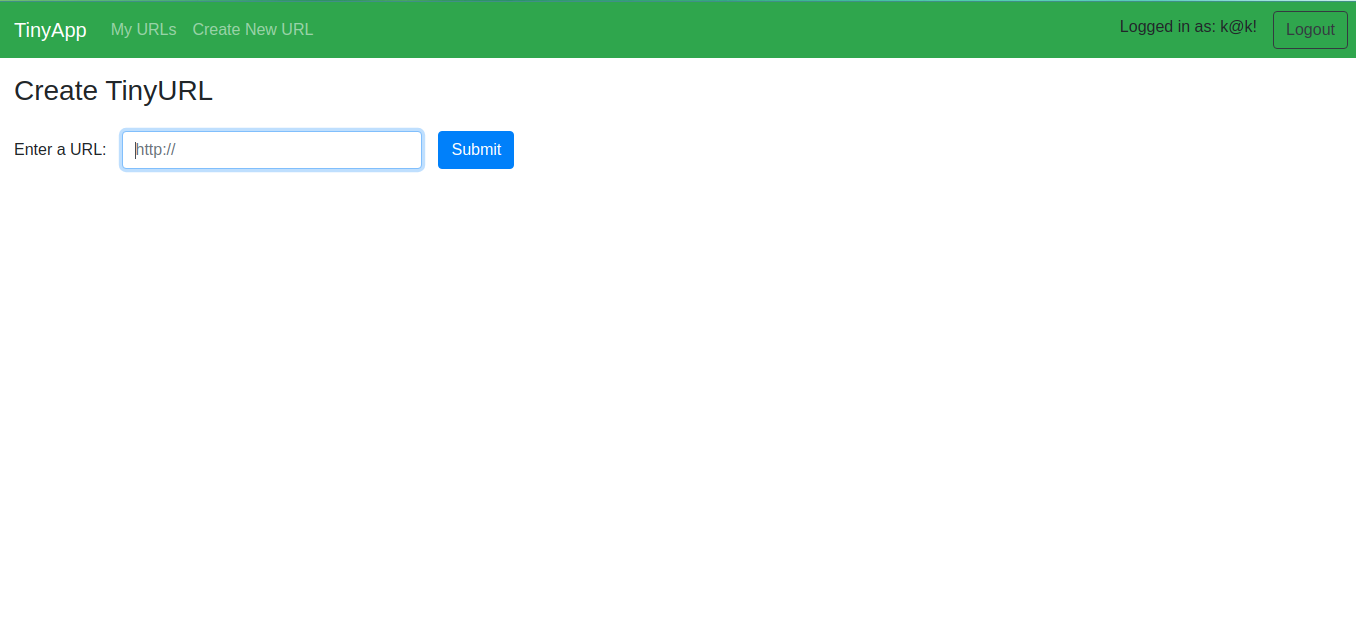 TinyApp My URLs Create New URL Logged in as: k@k! Logout
Create TinyURL
Enter a URL: http:// Submit